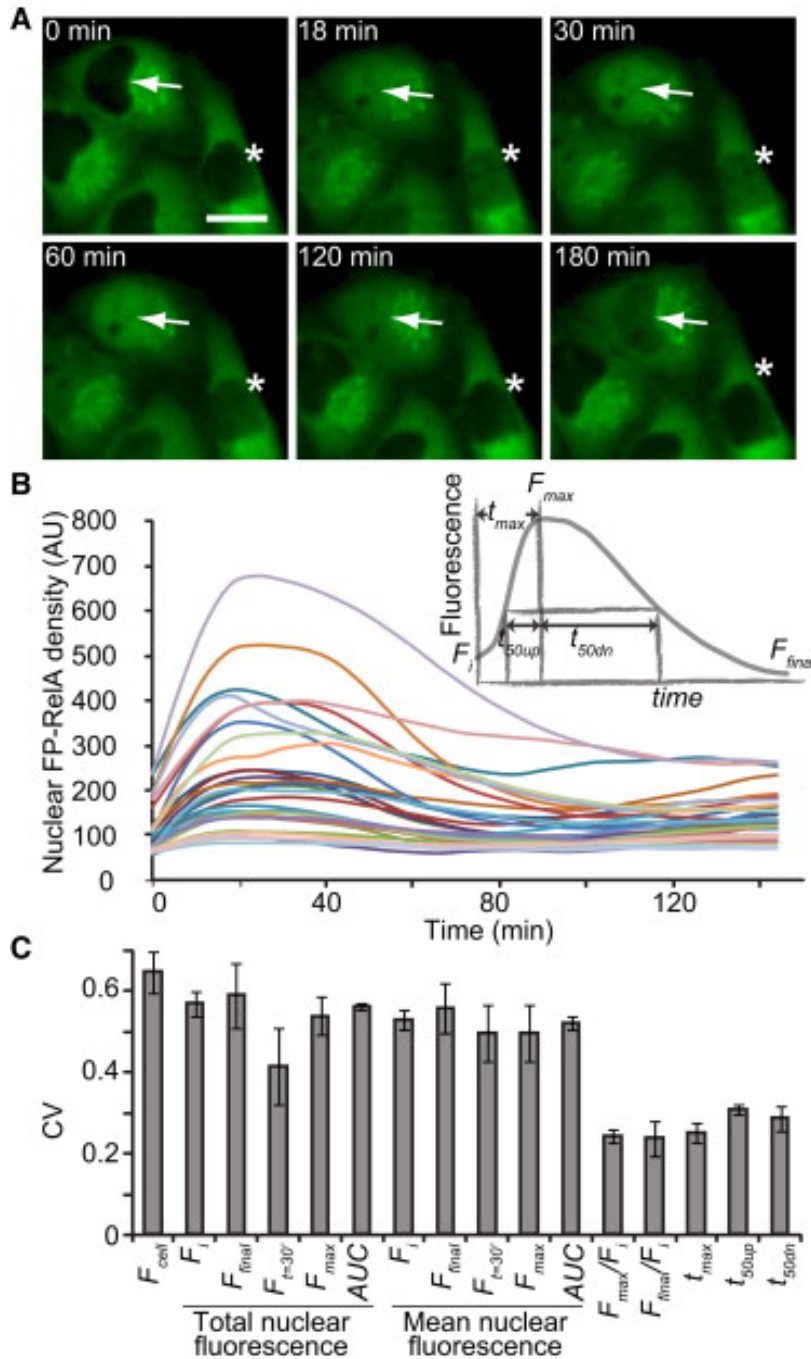 A
0 min
18 min
30 min
*
*
*
60 min
120 min
180 min
*
*
*
B
Nuclear FP-RelA density (AU)
800
700
600
500
400
300
200
100
0
0
40
80
120
Time (min)
Fluorescence
F max
t max
F i
t 50up
t 50dn
F final
time
C
CV
0.6
0.4
0.2
0
F cell
F i
F final
F t=30'
F max
AUC
F i
F final
F t=30'
F max
AUC
F max/F i
F final/F i
t max
t 50up
t 50dn
Total nuclear
fluorescence
Mean nuclear
fluorescence